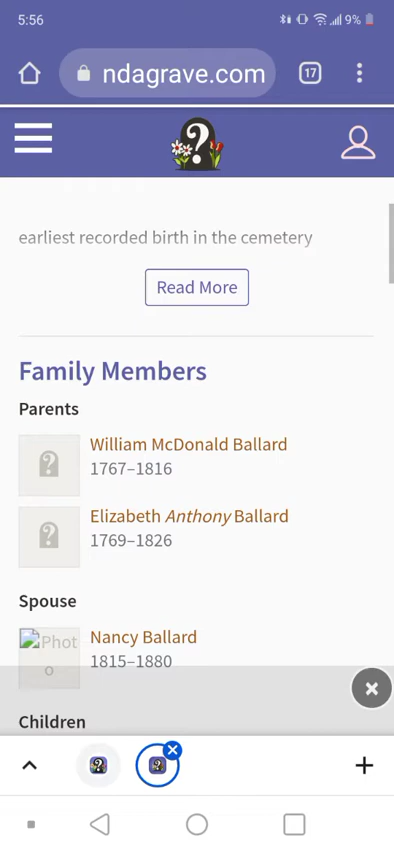 5:56
9%
ndagrave.com
17
?
earliest recorded birth in the cemetery
Read More
Family Members
Parents
William McDonald Ballard
1767–1816
Elizabeth Anthony Ballard
1769–1826
Spouse
Phot
o
Nancy Ballard
1815–1880
Children